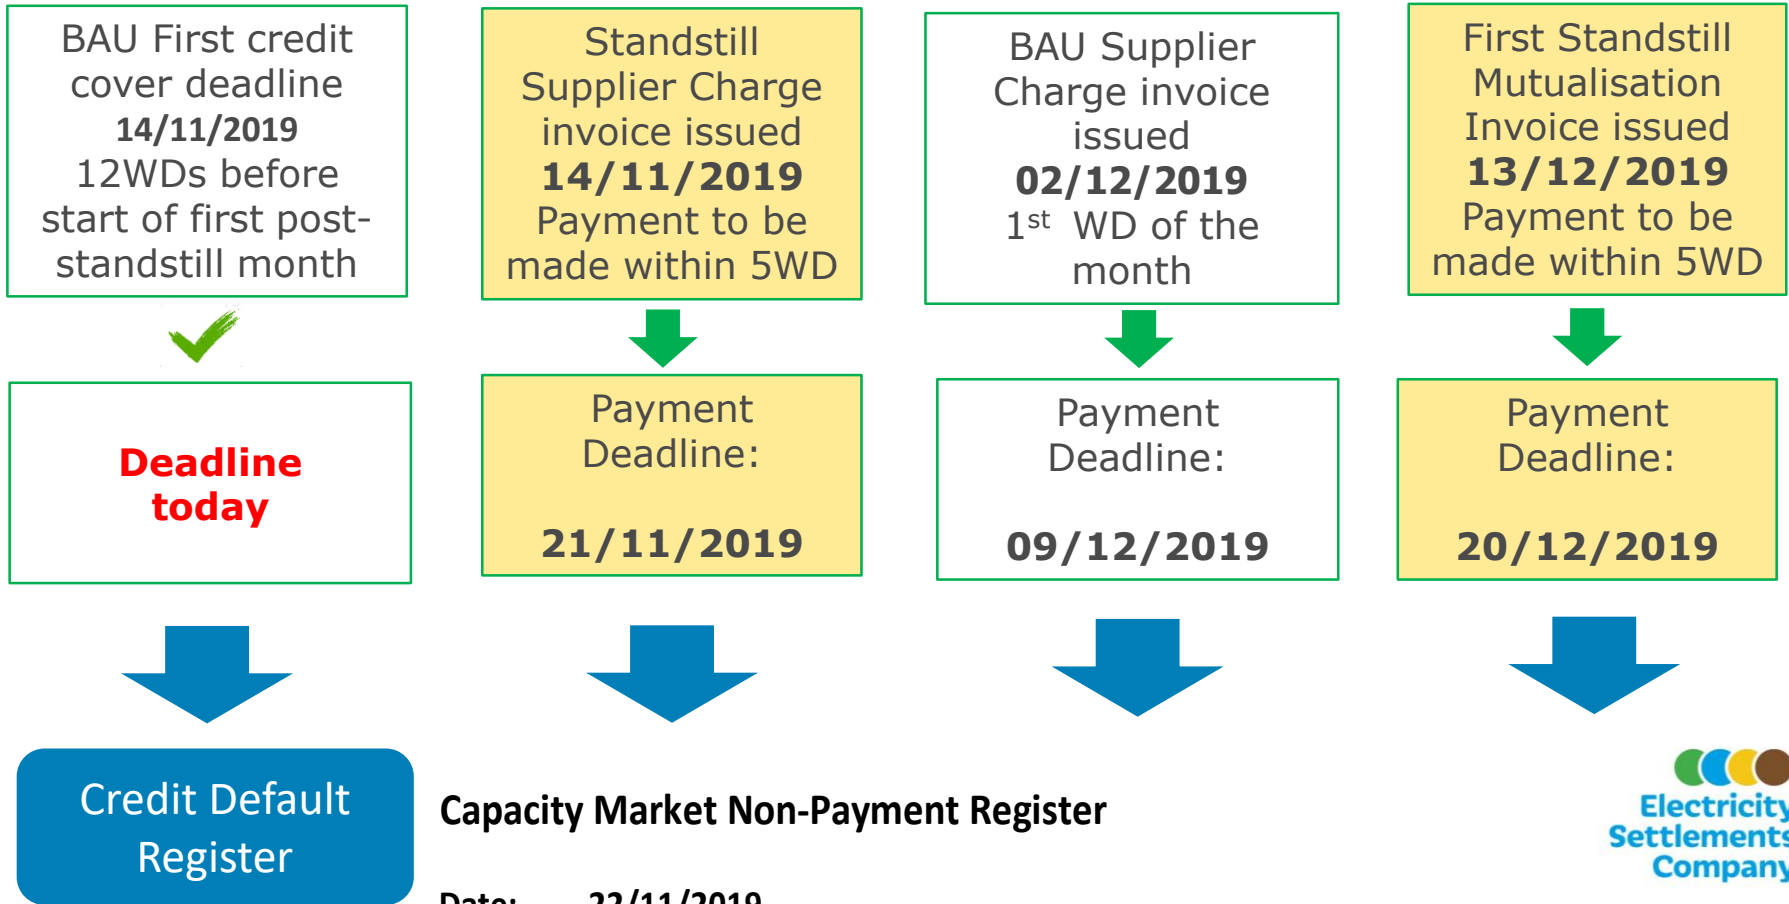 BAU First credit
cover deadline
14/11/2019
12WDs before
start of first post-
standstill month
Standstill
Supplier Charge
invoice issued
14/11/2019
Payment to be
made within 5WD
BAU Supplier
Charge invoice
issued
02/12/2019
1st WD of the
month
First Standstill
Mutualisation
Invoice issued
13/12/2019
Payment to be
made within 5WD
Deadline
today
Payment
Deadline:
21/11/2019
Payment
Deadline:
09/12/2019
Payment
Deadline:
20/12/2019
Credit Default
Register
Capacity Market Non-Payment Register
Date: 22/11/2019
Electricity
Settlements
Company